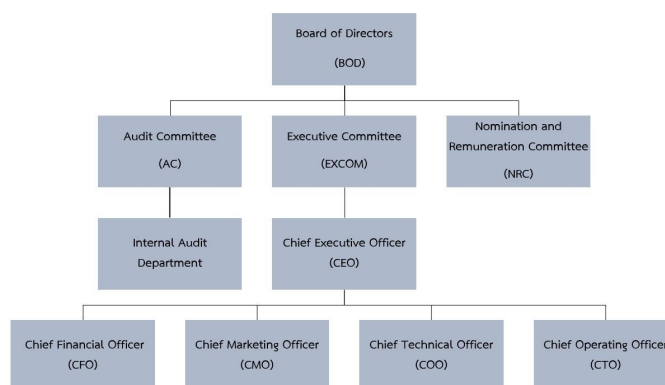 Board of Directors
(BOD)
Audit Committee
(AC)
Executive Committee
(EXCOM)
Nomination and
Remuneration Committee
(NRC)
Internal Audit
Department
Chief Executive Officer
(CEO)
Chief Financial Officer
(CFO)
Chief Marketing Officer
(CMO)
Chief Technical Officer
(COO)
Chief Operating Officer
(CTO)